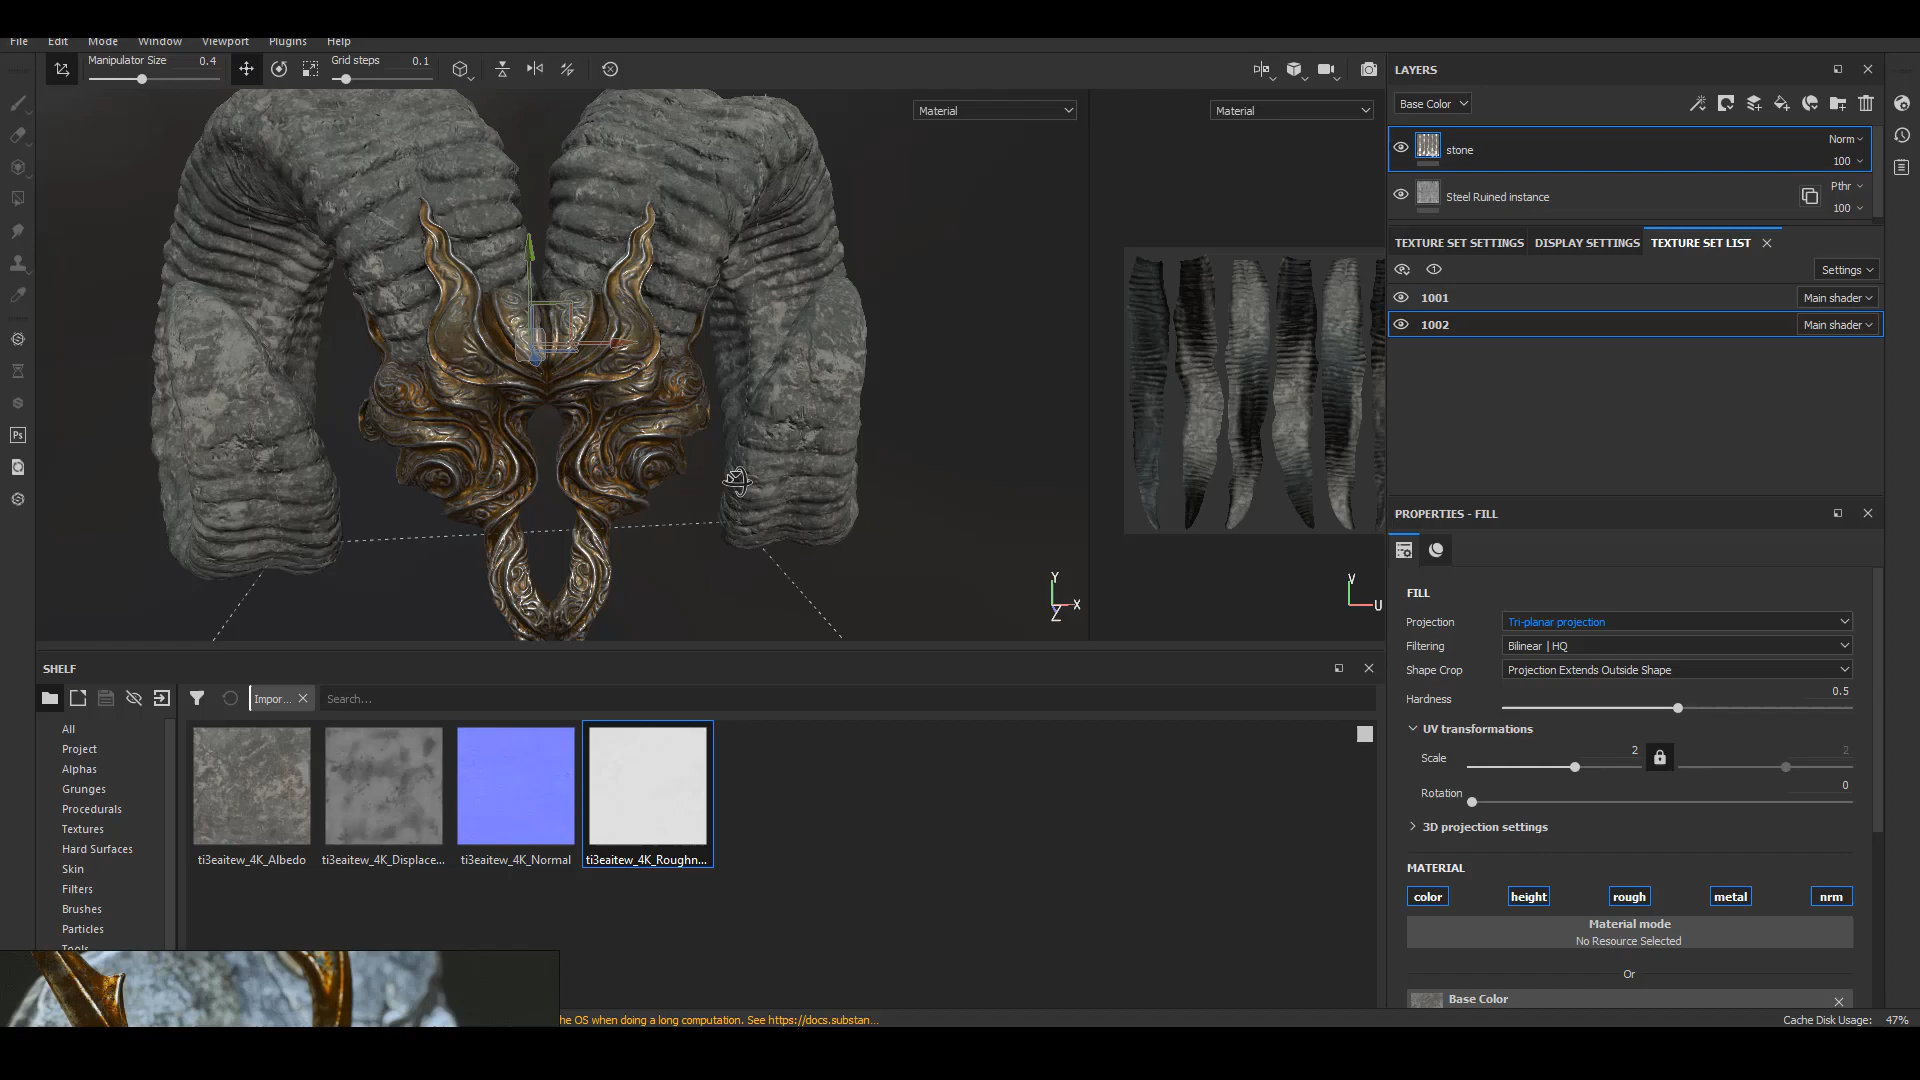 File Edit Mode Window Viewport Plugins Help
Manipulator Size 0.4 Grid steps 0.1
Material
Material
Y
X
Z
V
U
LAYERS
Base Color
stone Norm 100
Steel Ruined instance Pthr 100
TEXTURE SET SETTINGS DISPLAY SETTINGS TEXTURE SET LIST
Settings
1001 Main shader
1002 Main shader
PROPERTIES - FILL
FILL
Projection Tri-planar projection
Filtering Bilinear | HQ
Shape Crop Projection Extends Outside Shape
Hardness 0.5
UV transformations
Scale 2 2
Rotation 0
3D projection settings
MATERIAL
color height rough metal nrm
Material mode
No Resource Selected
Or
Base Color
Ps
SHELF
Impor... Search...
All
Project
Alphas
Grunges
Procedurals
Textures
Hard Surfaces
Skin
Filters
Brushes
Particles
Tools
ti3eaitew_4K_Albedo ti3eaitew_4K_Displace... ti3eaitew_4K_Normal ti3eaitew_4K_Roughn...
he OS when doing a long computation. See https://docs.substan...
Cache Disk Usage: 47%